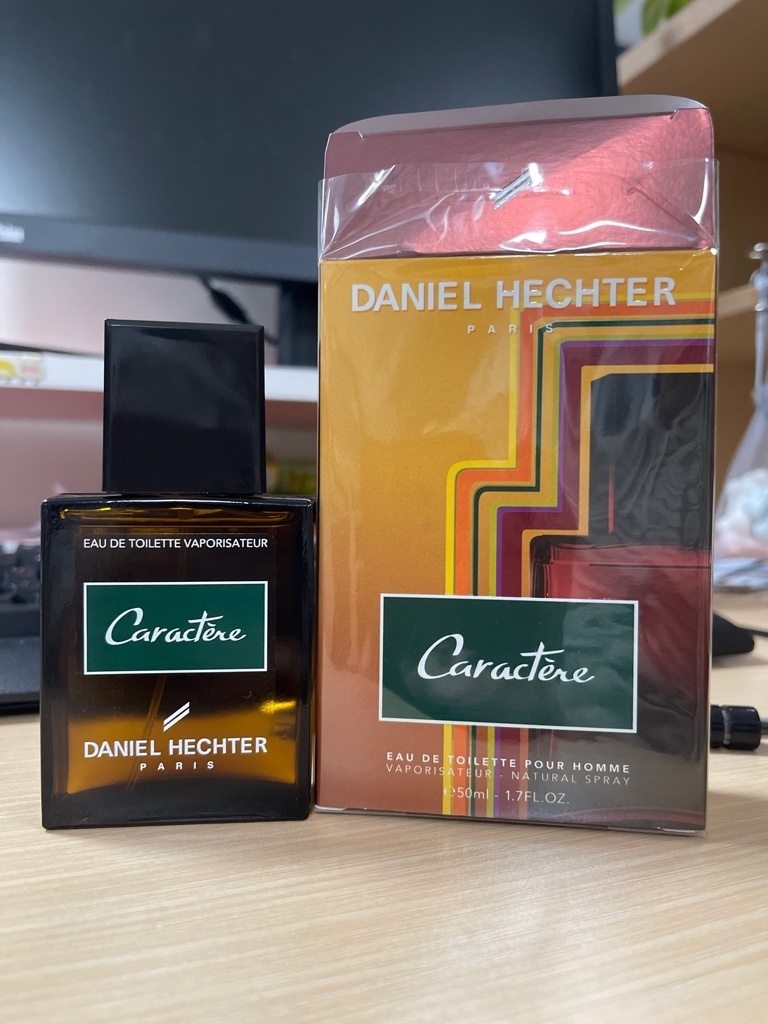 EAU DE TOILETTE VAPORISATEUR
Caractère
DANIEL HECHTER
PARIS
DANIEL HECHTER
PARIS
Caractère
EAU DE TOILETTE POUR HOMME
VAPORISATEUR - NATURAL SPRAY
℮50ml - 1.7FL.OZ.